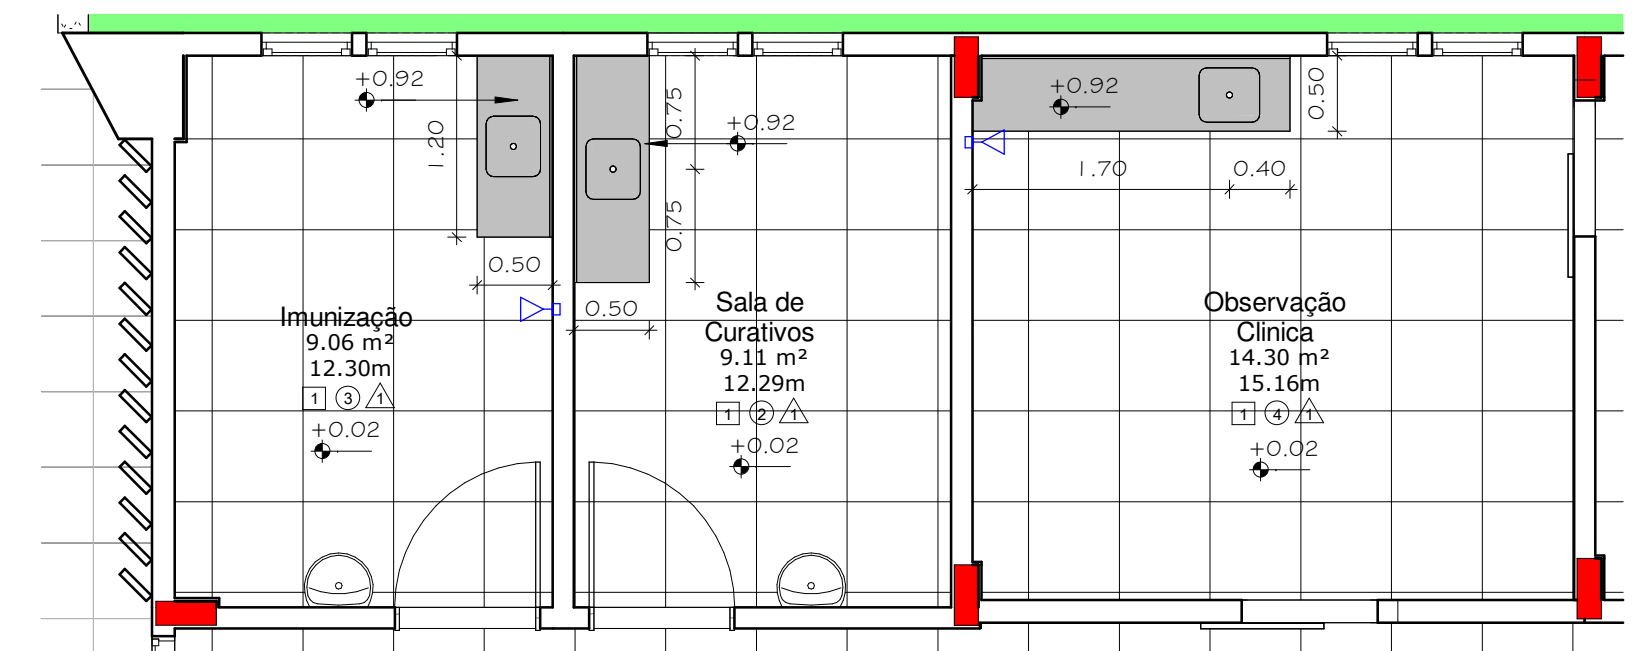 +0.92
1.20
0.50
Imunização
9.06 m²
12.30m
1 3 1
+0.02
0.75
+0.92
0.75
0.50
Sala de
Curativos
9.11 m²
12.29m
1 2 1
+0.02
+0.92
0.50
1.70
0.40
Observação
Clínica
14.30 m²
15.16m
1 4 1
+0.02